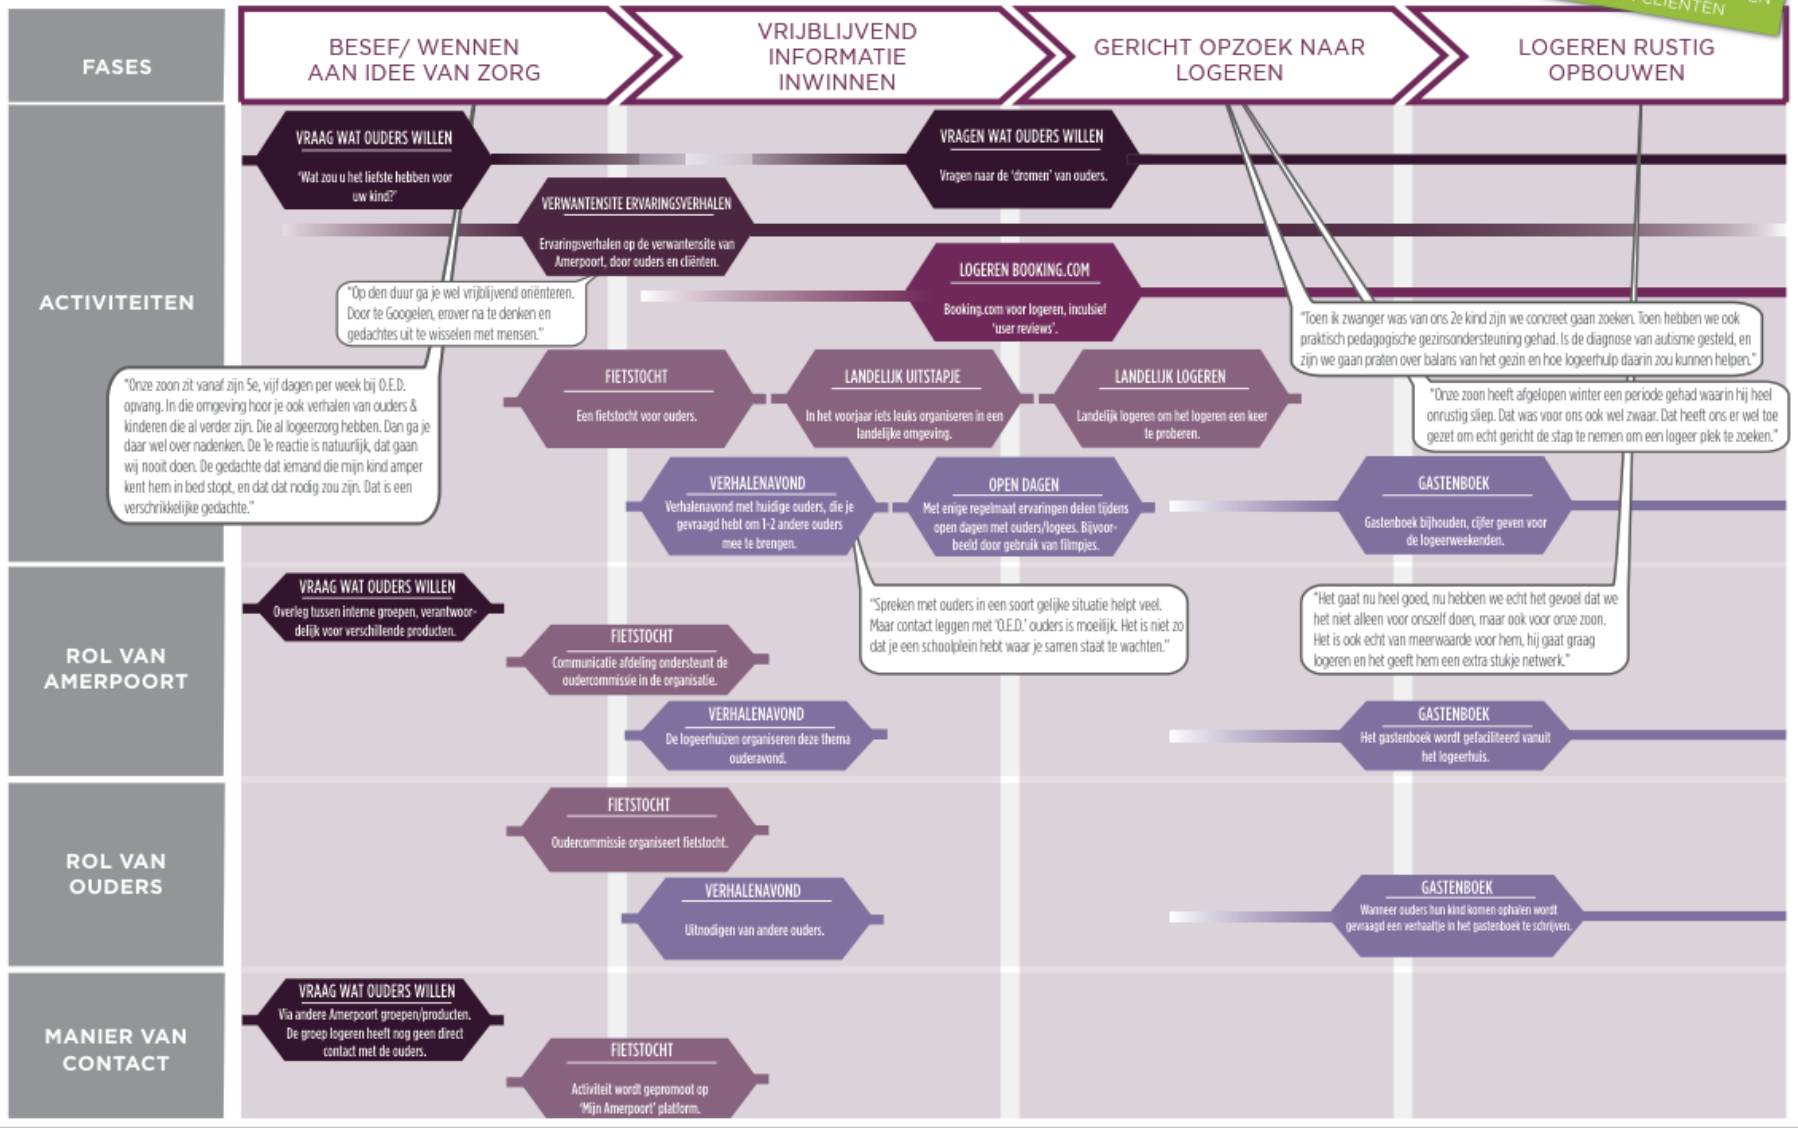 EN
CLIËNTEN
FASES
BESEF/ WENNEN
AAN IDEE VAN ZORG
VRIJBLIJVEND
INFORMATIE
INWINNEN
GERICHT OPZOEK NAAR
LOGEREN
LOGEREN RUSTIG
OPBOUWEN
ACTIVITEITEN
VRAAG WAT OUDERS WILLEN
'Wat zou u het liefste hebben voor
uw kind?'
VRAGEN WAT OUDERS WILLEN
Vragen naar de 'dromen' van ouders.
VERWANTENSITE ERVARINGSVERHALEN
Ervaringsverhalen op de verwantensite van
Amerpoort, door ouders en cliënten.
LOGEREN BOOKING.COM
Booking.com voor logeren, inculsief
'user reviews'.
"Op den duur ga je wel vrijblijvend oriënteren.
Door te Googelen, erover na te denken en
gedachtes uit te wisselen met mensen."
"Toen ik zwanger was van ons 2e kind zijn we concreet gaan zoeken. Toen hebben we ook
praktisch pedagogische gezinsondersteuning gehad. Is de diagnose van autisme gesteld, en
zijn we gaan praten over balans van het gezin en hoe logeerhulp daarin zou kunnen helpen."
"Onze zoon zit vanaf zijn 5e, vijf dagen per week bij O.E.D.
opvang. In die omgeving hoor je ook verhalen van ouders &
kinderen die al verder zijn. Die al logeerzorg hebben. Dan ga je
daar wel over nadenken. De 1e reactie is natuurlijk, dat gaan
wij nooit doen. De gedachte dat iemand die mijn kind amper
kent hem in bed stopt, en dat dat nodig zou zijn. Dat is een
verschrikkelijke gedachte."
FIETSTOCHT
Een fietstocht voor ouders.
LANDELIJK UITSTAPJE
In het voorjaar iets leuks organiseren in een
landelijke omgeving.
LANDELIJK LOGEREN
Landelijk logeren om het logeren een keer
te proberen.
"Onze zoon heeft afgelopen winter een periode gehad waarin hij heel
onrustig sliep. Dat was voor ons ook wel zwaar. Dat heeft ons er wel toe
gezet om echt gericht de stap te nemen om een logeer plek te zoeken."
VERHALENAVOND
Verhalenavond met huidige ouders, die je
gevraagd hebt om 1-2 andere ouders
mee te brengen.
OPEN DAGEN
Met enige regelmaat ervaringen delen tijdens
open dagen met ouders/logees. Bijvoor-
beeld door gebruik van filmpjes.
GASTENBOEK
Gastenboek bijhouden, cijfer geven voor
de logeerweekenden.
ROL VAN
AMERPOORT
VRAAG WAT OUDERS WILLEN
Overleg tussen interne groepen, verantwoor-
delijk voor verschillende producten.
FIETSTOCHT
Communicatie afdeling ondersteunt de
oudercommissie in de organisatie.
"Spreken met ouders in een soort gelijke situatie helpt veel.
Maar contact leggen met 'O.E.D.' ouders is moeilijk. Het is niet zo
dat je een schoolplein hebt waar je samen staat te wachten."
"Het gaat nu heel goed, nu hebben we echt het gevoel dat we
het niet alleen voor onszelf doen, maar ook voor onze zoon.
Het is ook echt van meerwaarde voor hem, hij gaat graag
logeren en het geeft hem een extra stukje netwerk."
VERHALENAVOND
De logeerhuizen organiseren deze thema
ouderavond.
GASTENBOEK
Het gastenboek wordt gefaciliteerd vanuit
het logeerhuis.
ROL VAN
OUDERS
FIETSTOCHT
Oudercommissie organiseert fietstocht.
VERHALENAVOND
Uitnodigen van andere ouders.
GASTENBOEK
Wanneer ouders hun kind komen ophalen wordt
gevraagd een verhaaltje in het gastenboek te schrijven.
MANIER VAN
CONTACT
VRAAG WAT OUDERS WILLEN
Via andere Amerpoort groepen/producten.
De groep logeren heeft nog geen direct
contact met de ouders.
FIETSTOCHT
Activiteit wordt gepromoot op
'Mijn Amerpoort' platform.